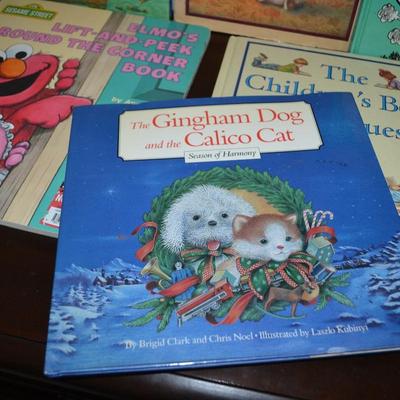 SESAME STREET
ELMO'S
LIFT-AND-PEEK
ROUND THE CORNER
BOOK
The
Children's
The Gingham Dog
and the Calico Cat
Season of Harmony
By Brigid Clark and Chris Noel • Illustrated by Laszlo Kubinyi